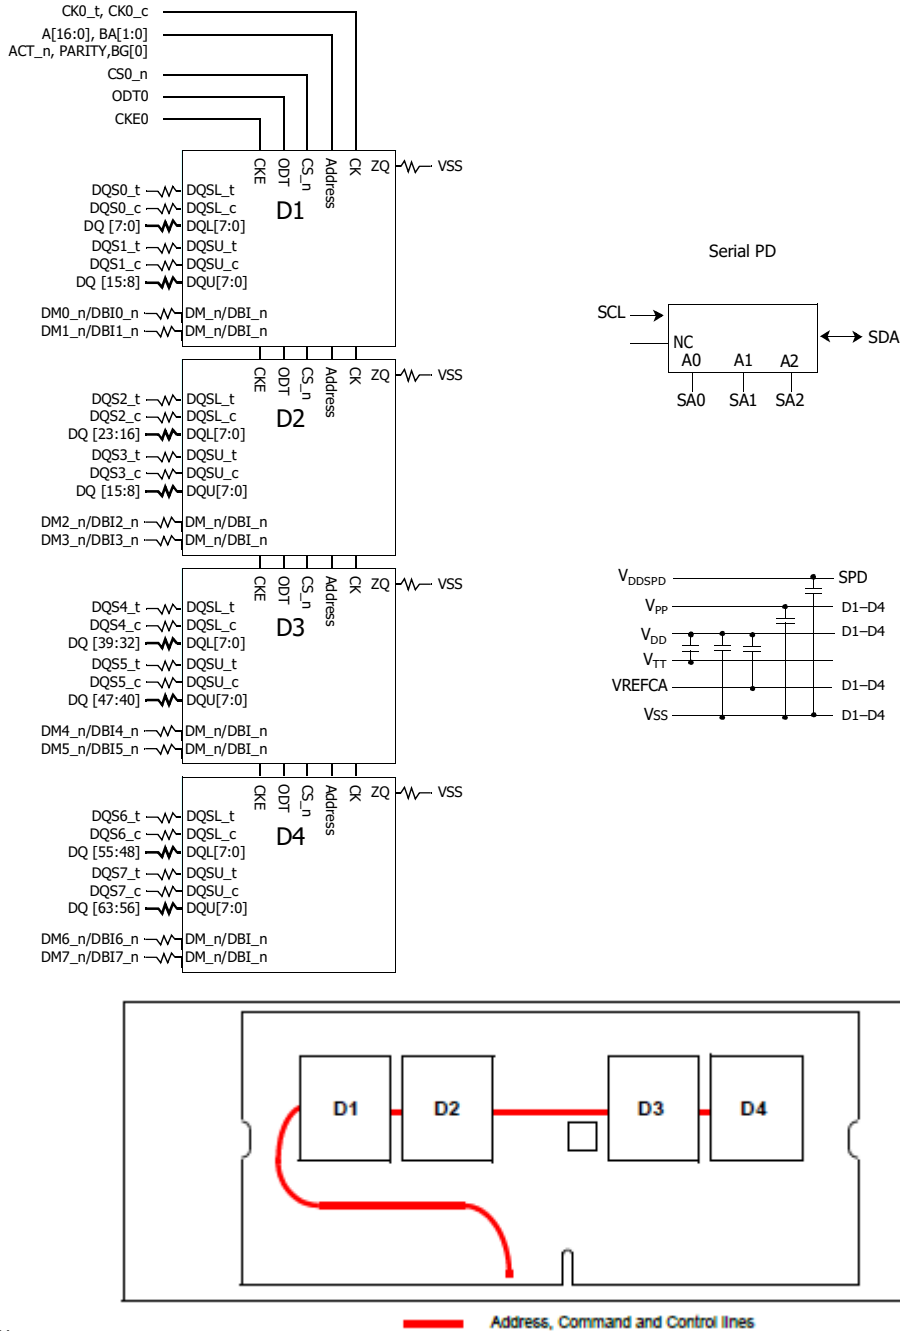 CK0_t, CK0_c
A[16:0], BA[1:0]
ACT_n, PARITY,BG[0]
CS0_n
ODT0
CKE0
CKE ODT CS_n Address CK ZQ VSS
D1
DQS0_t DQSL_t
DQS0_c DQSL_c
DQ [7:0] DQL[7:0]
DQS1_t DQSU_t
DQS1_c DQSU_c
DQ [15:8] DQU[7:0]
DM0_n/DBI0_n DM_n/DBI_n
DM1_n/DBI1_n DM_n/DBI_n
CKE ODT CS_n Address CK ZQ VSS
D2
DQS2_t DQSL_t
DQS2_c DQSL_c
DQ [23:16] DQL[7:0]
DQS3_t DQSU_t
DQS3_c DQSU_c
DQ [15:8] DQU[7:0]
DM2_n/DBI2_n DM_n/DBI_n
DM3_n/DBI3_n DM_n/DBI_n
CKE ODT CS_n Address CK ZQ VSS
D3
DQS4_t DQSL_t
DQS4_c DQSL_c
DQ [39:32] DQL[7:0]
DQS5_t DQSU_t
DQS5_c DQSU_c
DQ [47:40] DQU[7:0]
DM4_n/DBI4_n DM_n/DBI_n
DM5_n/DBI5_n DM_n/DBI_n
CKE ODT CS_n Address CK ZQ VSS
D4
DQS6_t DQSL_t
DQS6_c DQSL_c
DQ [55:48] DQL[7:0]
DQS7_t DQSU_t
DQS7_c DQSU_c
DQ [63:56] DQU[7:0]
DM6_n/DBI6_n DM_n/DBI_n
DM7_n/DBI7_n DM_n/DBI_n
Serial PD
SCL
NC
SDA
A0 A1 A2
SA0 SA1 SA2
VDDSPD SPD
VPP D1–D4
VDD D1–D4
VTT
VREFCA D1–D4
VSS D1–D4
D1 D2 D3 D4
Address, Command and Control lines